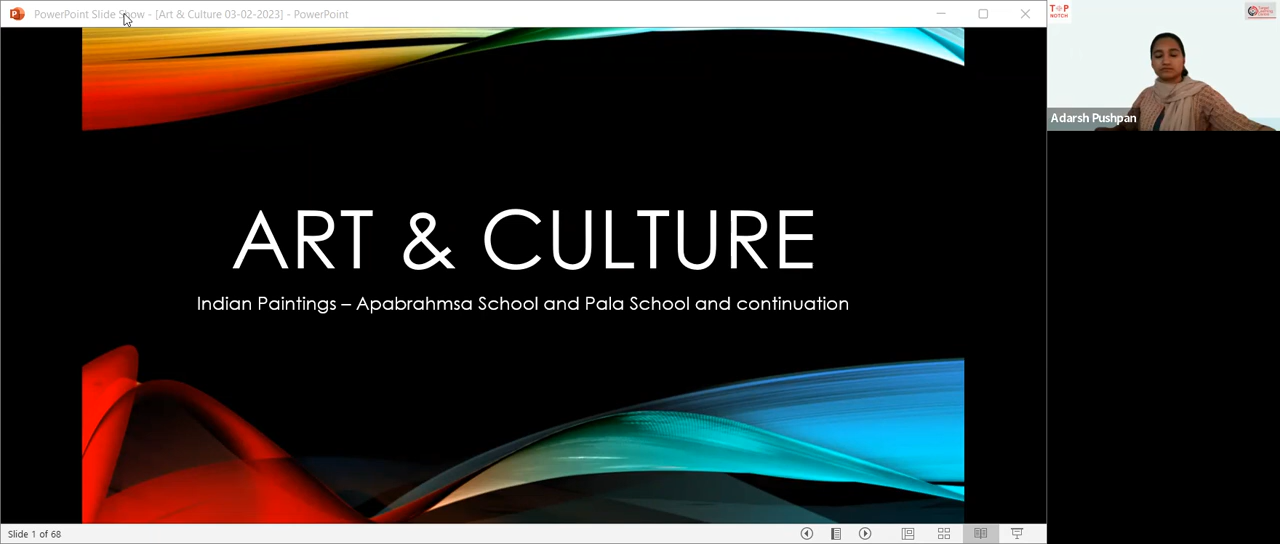 PowerPoint Slide Show - [Art & Culture 03-02-2023] - PowerPoint
T P
NOTCH
Adarsh Pushpan
ART & CULTURE
Indian Paintings – Apabrahmsa School and Pala School and continuation
Slide 1 of 68